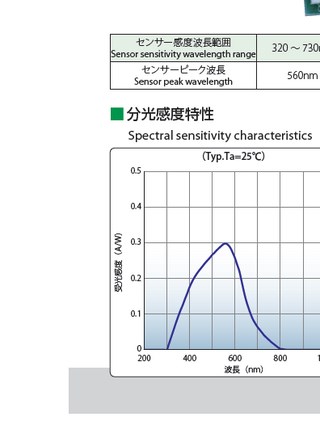 センサー感度波長範囲
Sensor sensitivity wavelength range
320 ～ 730
センサーピーク波長
Sensor peak wavelength
560nm
分光感度特性
Spectral sensitivity characteristics
(Typ.Ta=25℃)
受光感度（A/W）
0.5
0.4
0.3
0.2
0.1
0
200
400
600
800
波長（nm）